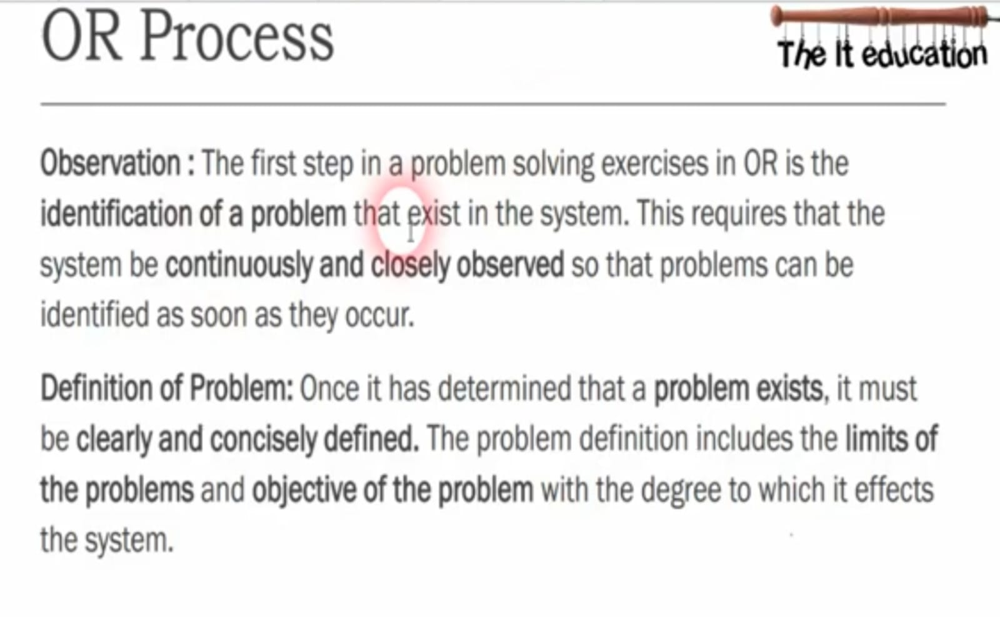 OR Process
The It education
Observation : The first step in a problem solving exercises in OR is the
identification of a problem that exist in the system. This requires that the
system be continuously and closely observed so that problems can be
identified as soon as they occur.
Definition of Problem: Once it has determined that a problem exists, it must
be clearly and concisely defined. The problem definition includes the limits of
the problems and objective of the problem with the degree to which it effects
the system.